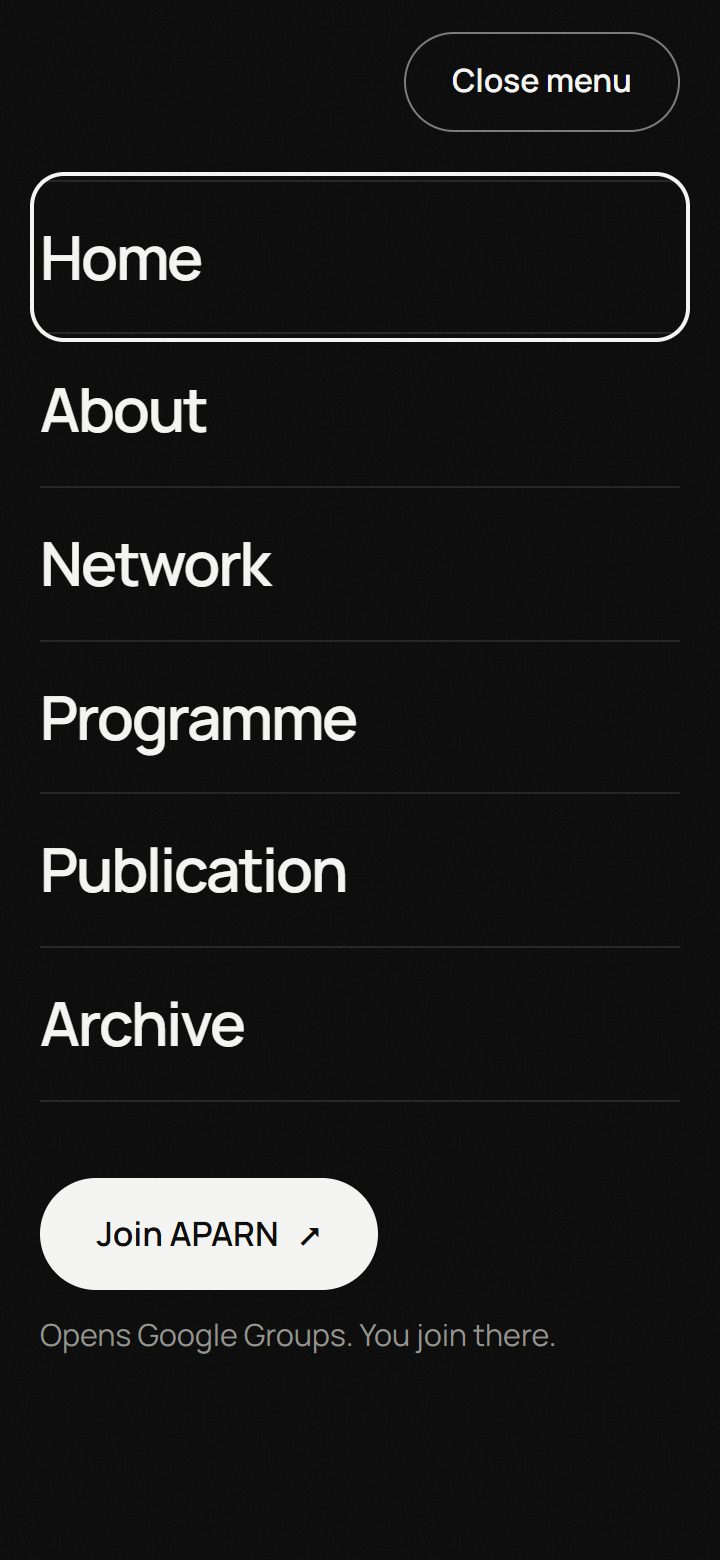 Close menu
Home
About
Network
Programme
Publication
Archive
Join APARN ↗
Opens Google Groups. You join there.